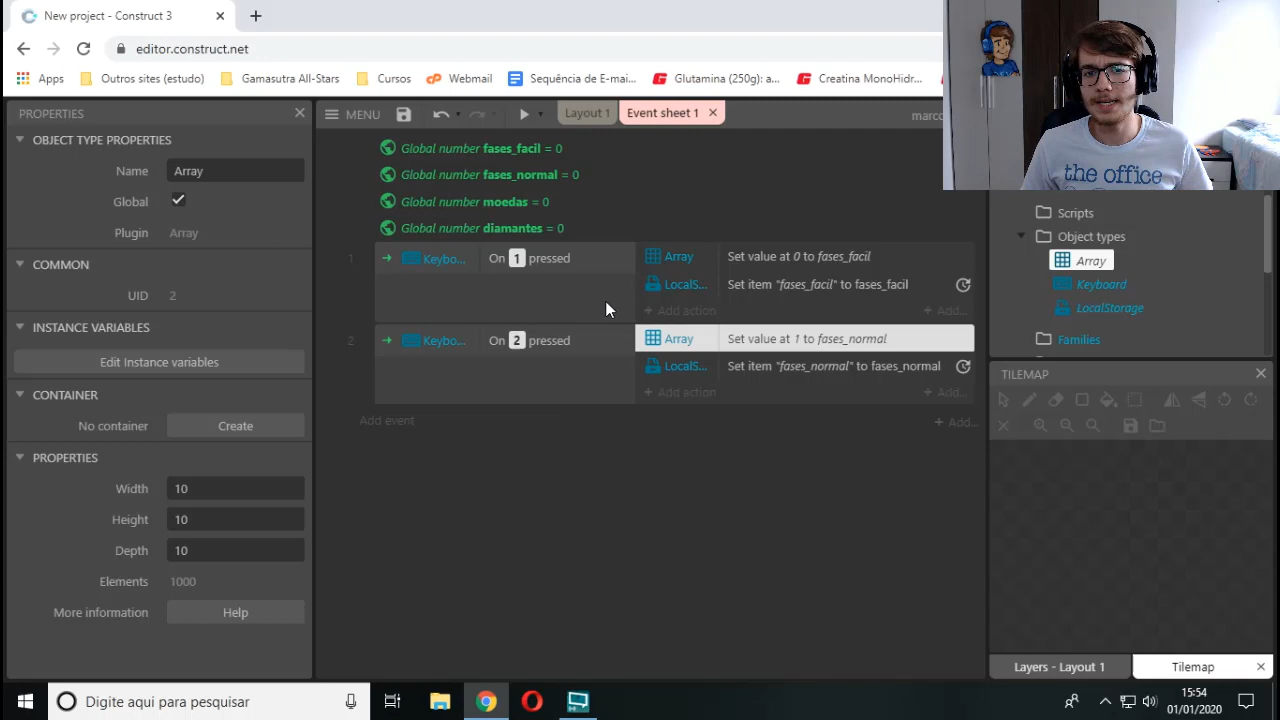 New project - Construct 3
editor.construct.net
Apps
Outros sites (estudo)
Gamasutra All-Stars
Cursos
Webmail
Sequência de E-mai...
Glutamina (250g): a...
Creatina MonoHidr...
PROPERTIES
OBJECT TYPE PROPERTIES
Name Array
Global
Plugin Array
COMMON
UID 2
INSTANCE VARIABLES
Edit Instance variables
CONTAINER
No container Create
PROPERTIES
Width 10
Height 10
Depth 10
Elements 1000
More information Help
MENU
Layout 1
Event sheet 1
marco
Global number fases_facil = 0
Global number fases_normal = 0
Global number moedas = 0
Global number diamantes = 0
1 Keybo... On 1 pressed
Array Set value at 0 to fases_facil
LocalS... Set item "fases_facil" to fases_facil
+ Add action + Add...
2 Keybo... On 2 pressed
Array Set value at 1 to fases_normal
LocalS... Set item "fases_normal" to fases_normal
+ Add action + Add...
Add event + Add...
the office
Scripts
Object types
Array
Keyboard
LocalStorage
Families
TILEMAP
Layers - Layout 1
Tilemap
Digite aqui para pesquisar
15:54
01/01/2020